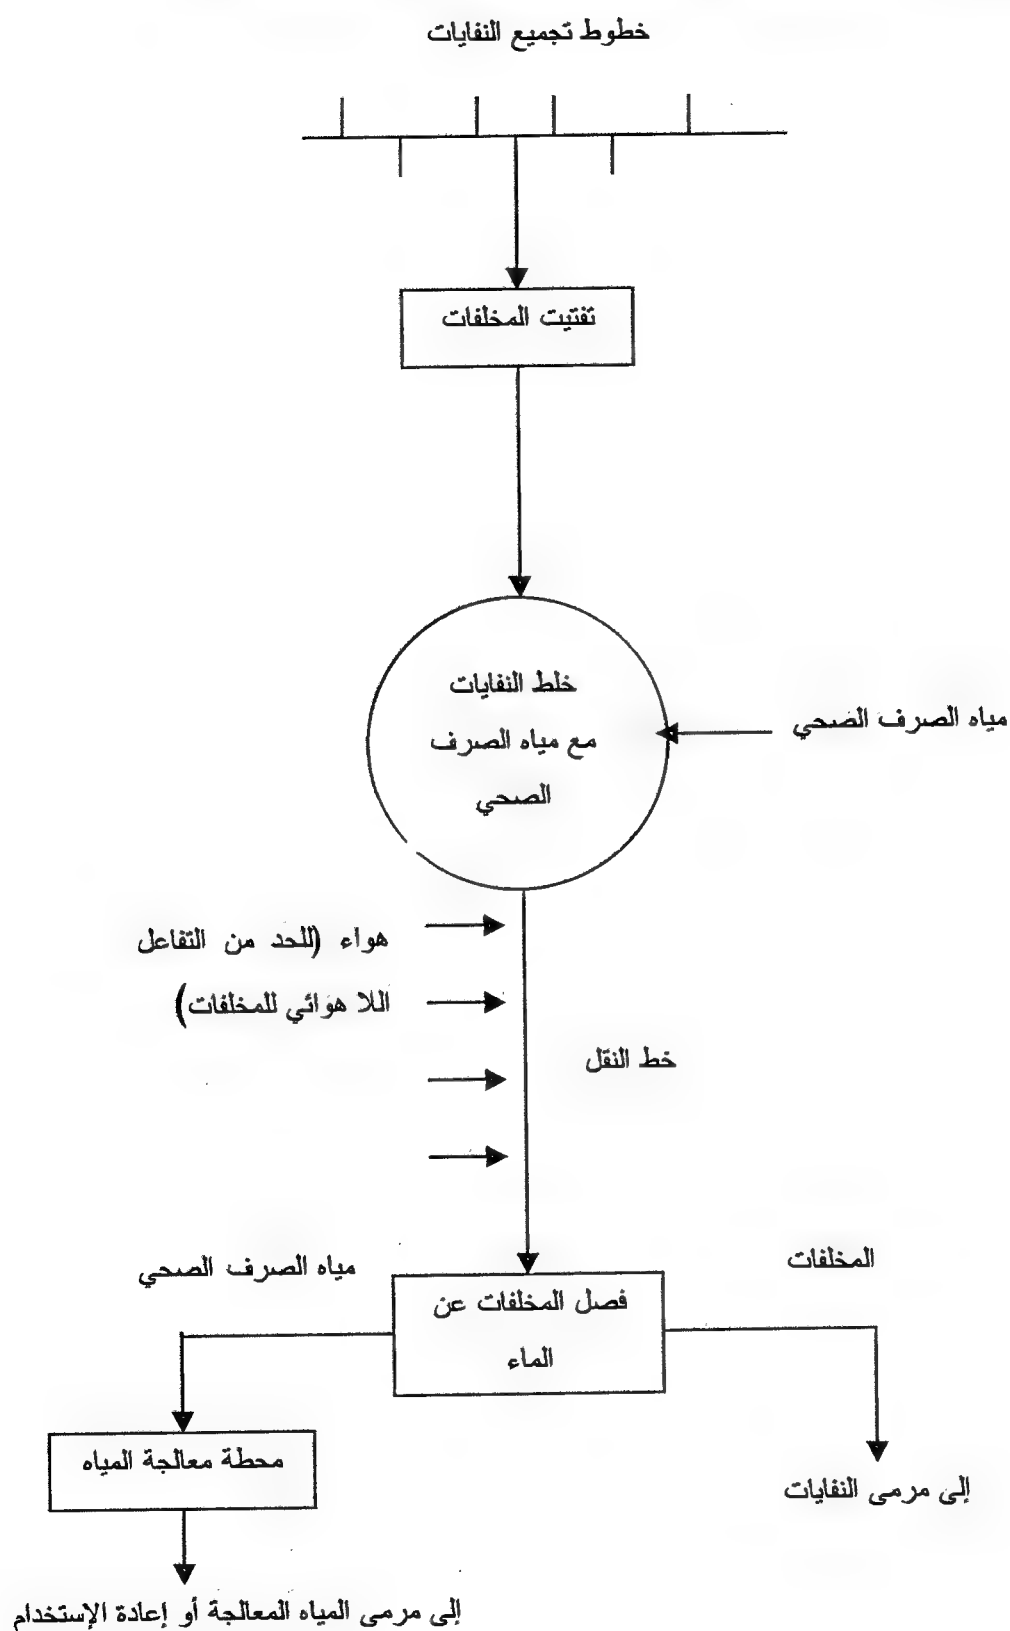 خطوط تجميع النفايات
تفتيت المخلفات
خلط النفايات
مع مياه الصرف
الصحي
مياه الصرف الصحي
هواء (للحد من التفاعل
اللا هوائي للمخلفات)
خط النقل
المخلفات
مياه الصرف الصحي
فصل المخلفات عن
الماء
محطة معالجة المياه
إلى مرمى النفايات
إلى مرمى المياه المعالجة أو إعادة الإستخدام